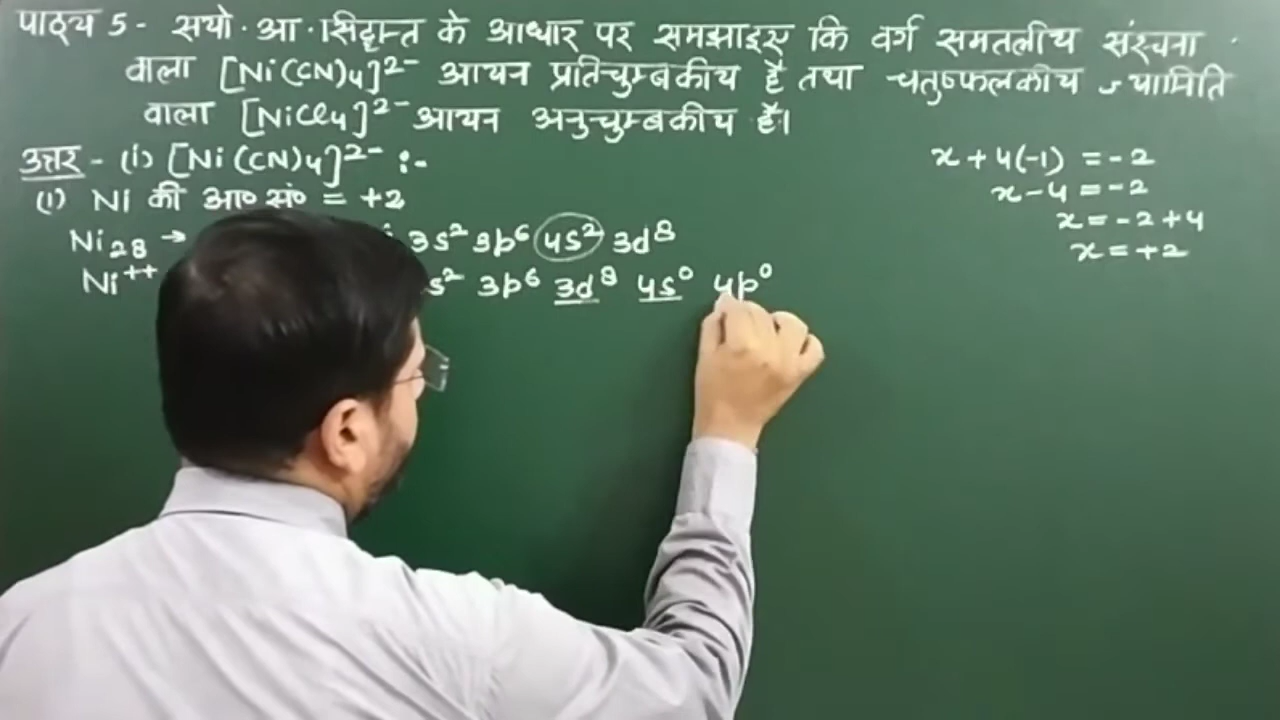 पाठ्य 5 - संयो. आ. सिद्धान्त के आधार पर समझाइए कि वर्ग समतलीय संरचना
वाला [Ni(CN)4]²⁻ आयन प्रतिचुम्बकीय है तथा चतुष्फलकीय ज्यामिति
वाला [NiCl4]²⁻ आयन अनुचुम्बकीय है।
उत्तर - (i) [Ni(CN)4]²⁻ :-
(1) Ni की आ० सं० = +2
Ni₂₈ → 3s² 3p⁶ 4s² 3d⁸
Ni⁺⁺ s² 3p⁶ 3d⁸ 4s⁰ 4p⁰
x + 4(-1) = -2
x - 4 = -2
x = -2 + 4
x = +2